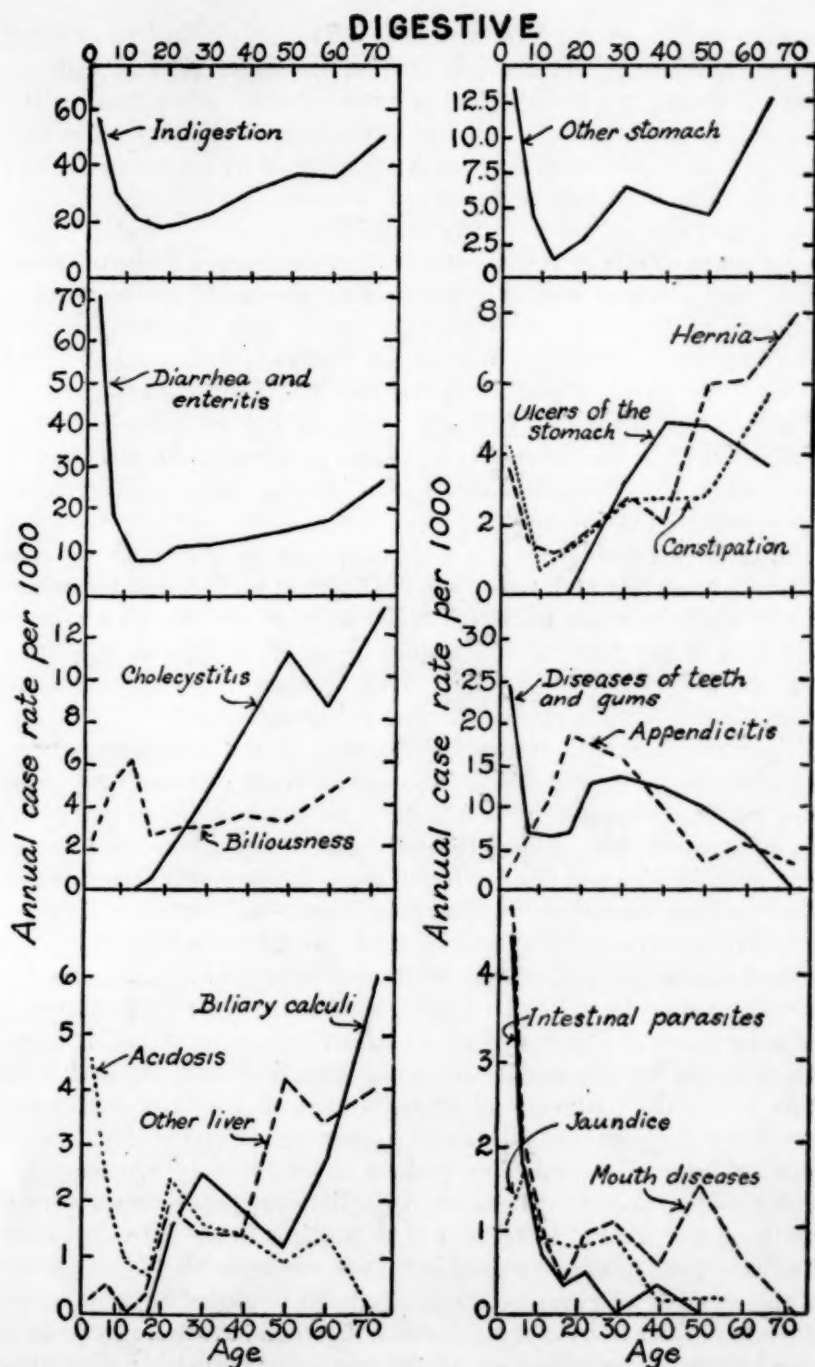 DIGESTIVE
0 10 20 30 40 50 60 70
60
40
20
0
Indigestion
70
60
50
40
30
20
10
0
Diarrhea and
enteritis
12
10
8
6
4
2
0
Cholecystitis
Biliousness
6
5
4
3
2
1
0
Acidosis
Biliary calculi
Other liver
0 10 20 30 40 50 60 70
Age
Annual case rate per 1000
0 10 20 30 40 50 60 70
12.5
10.0
7.5
5.0
2.5
0
Other stomach
8
6
4
2
0
Hernia
Ulcers of the
stomach
Constipation
30
25
20
15
10
5
0
Diseases of teeth
and gums
Appendicitis
4
3
2
1
0
Intestinal parasites
Jaundice
Mouth diseases
0 10 20 30 40 50 60 70
Age
Annual case rate per 1000